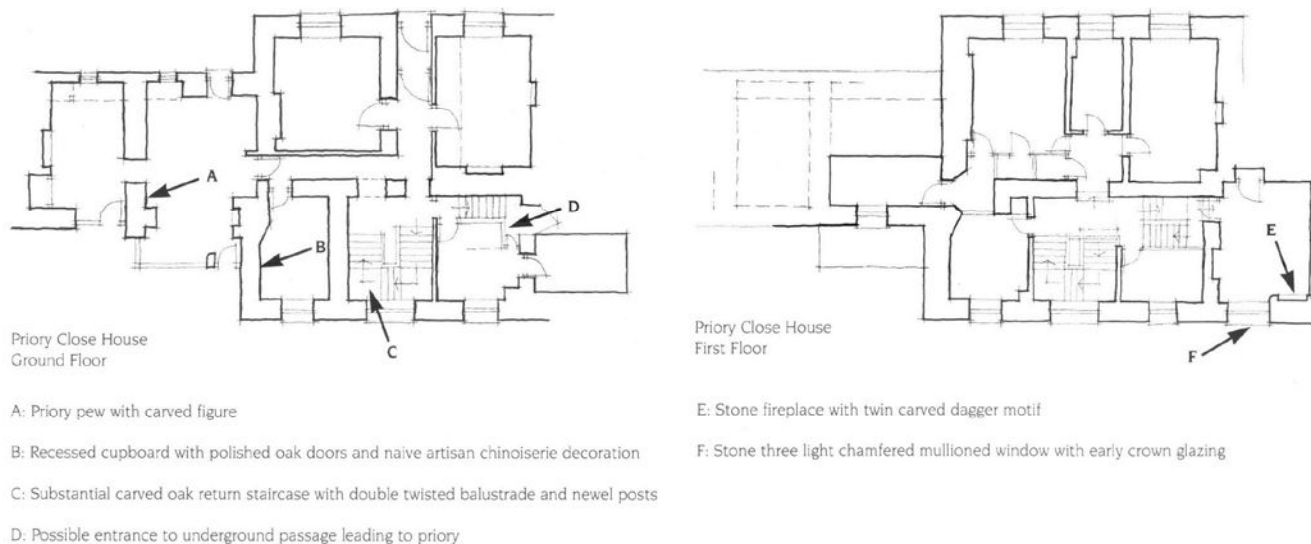 A
B
C
D
Priory Close House
Ground Floor
A: Priory pew with carved figure
B: Recessed cupboard with polished oak doors and naive artisan chinoiserie decoration
C: Substantial carved oak return staircase with double twisted balustrade and newel posts
D: Possible entrance to underground passage leading to priory
E
F
Priory Close House
First Floor
E: Stone fireplace with twin carved dagger motif
F: Stone three light chamfered mullioned window with early crown glazing